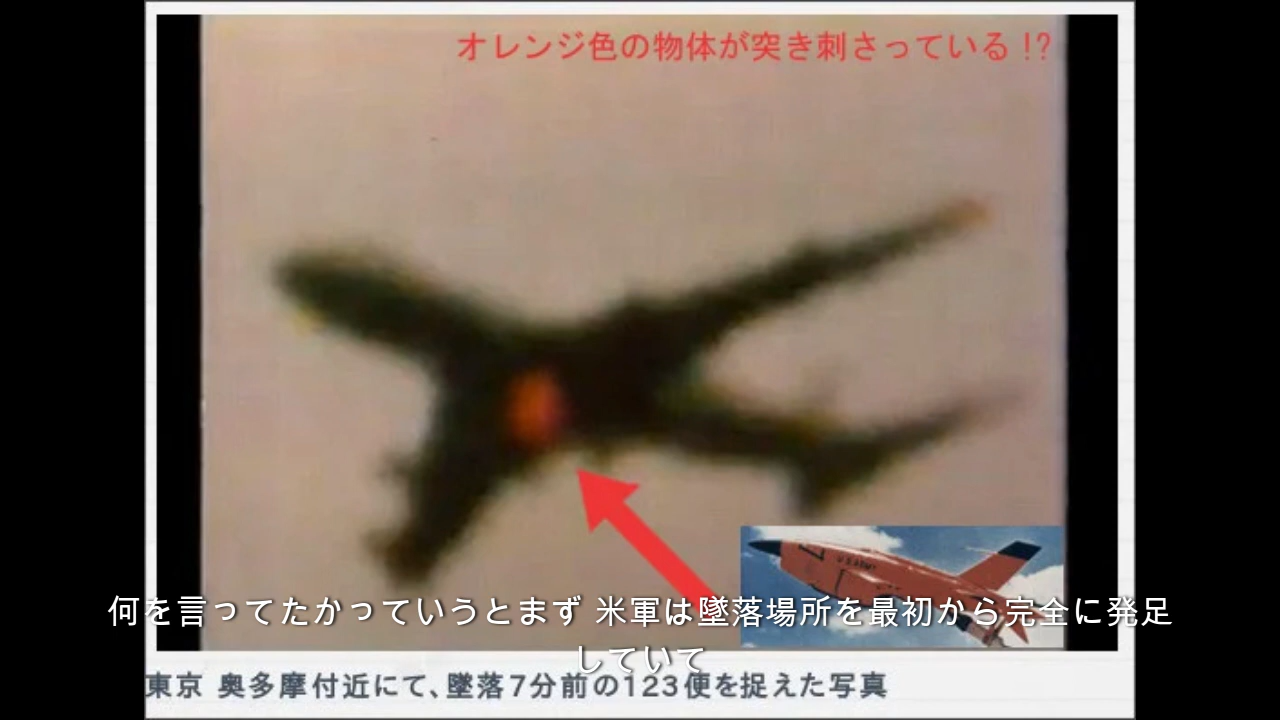 オレンジ色の物体が突き刺さっている!?
U.S.ARMY
何を言ってたかっていうとまず 米軍は墜落場所を最初から完全に発足
していて
東京 奥多摩付近にて、墜落7分前の123便を捉えた写真